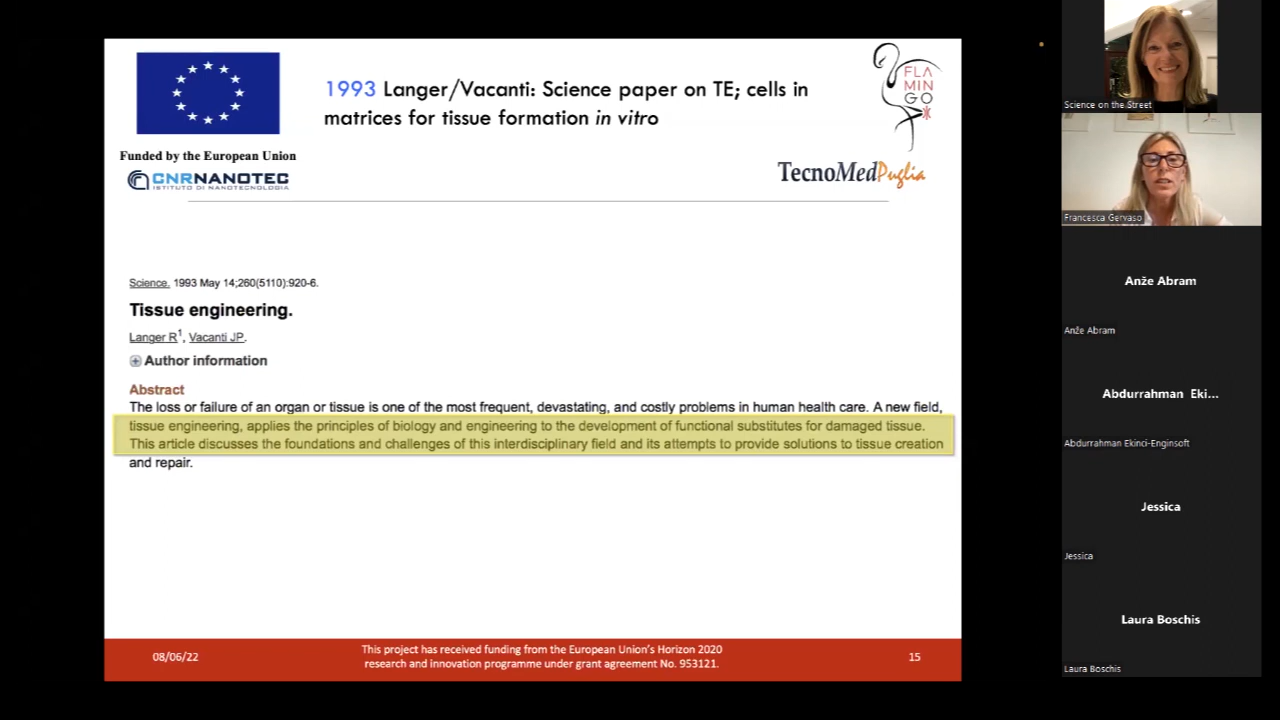 1993 Langer/Vacanti: Science paper on TE; cells in
matrices for tissue formation in vitro
FLA
MIN
GO
Funded by the European Union
CNRNANOTEC
ISTITUTO DI NANOTECNOLOGIA
TecnoMedPuglia
Science. 1993 May 14;260(5110):920-6.
Tissue engineering.
Langer R1, Vacanti JP.
Author information
Abstract
The loss or failure of an organ or tissue is one of the most frequent, devastating, and costly problems in human health care. A new field,
tissue engineering, applies the principles of biology and engineering to the development of functional substitutes for damaged tissue.
This article discusses the foundations and challenges of this interdisciplinary field and its attempts to provide solutions to tissue creation
and repair.
08/06/22
This project has received funding from the European Union's Horizon 2020
research and innovation programme under grant agreement No. 953121.
15
Science on the Street
Francesca Gervaso
Anže Abram
Anže Abram
Abdurrahman Eki...
Abdurrahman Ekinci-Enginsoft
Jessica
Jessica
Laura Boschis
Laura Boschis